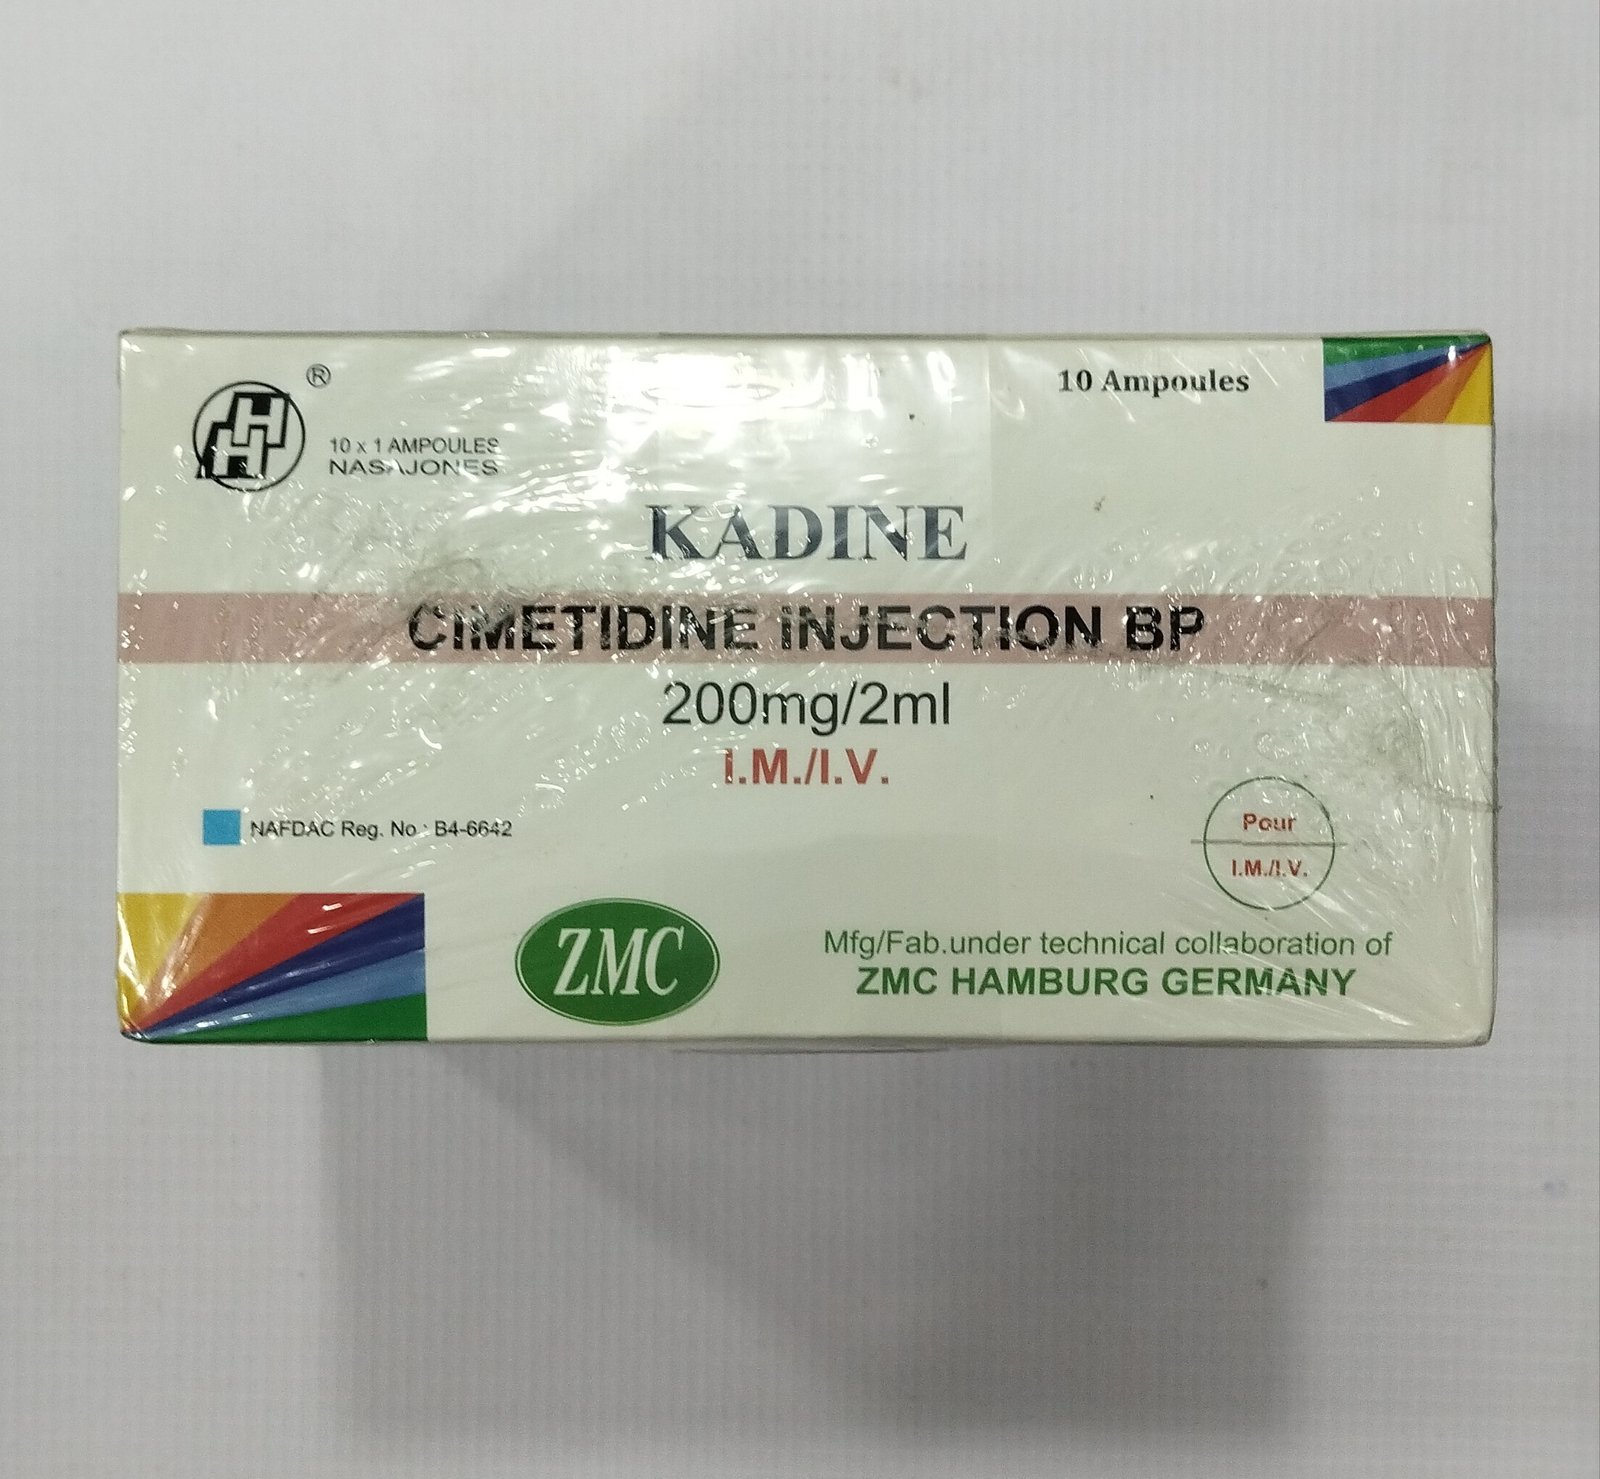 ®
10 x 1 AMPOULES
NASAJONES
10 Ampoules
KADINE
CIMETIDINE INJECTION BP
200mg/2ml
I.M./I.V.
NAFDAC Reg. No : B4-6642
Pour
I.M./I.V.
ZMC
Mfg/Fab.under technical collaboration of
ZMC HAMBURG GERMANY